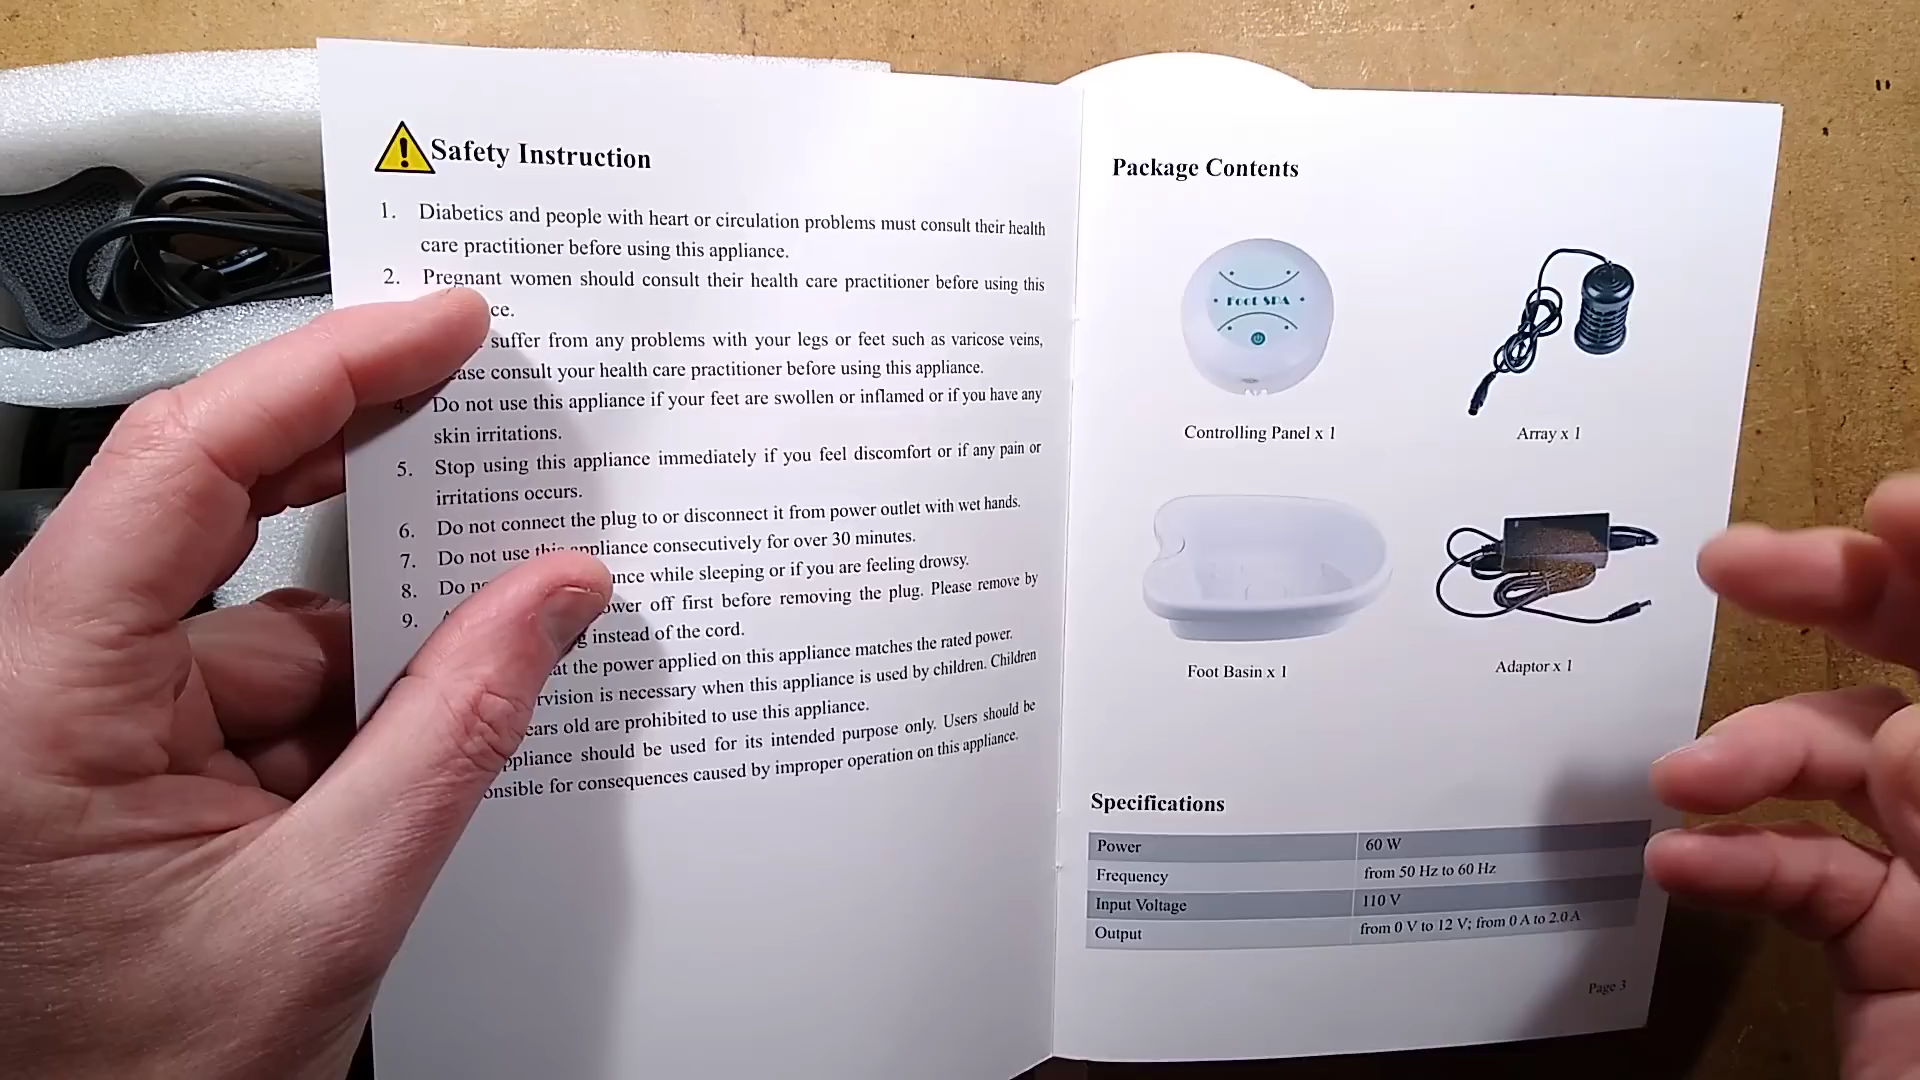 Safety Instruction
1. Diabetics and people with heart or circulation problems must consult their health
care practitioner before using this appliance.
2. Pregnant women should consult their health care practitioner before using this
ce.
suffer from any problems with your legs or feet such as varicose veins,
ase consult your health care practitioner before using this appliance.
4. Do not use this appliance if your feet are swollen or inflamed or if you have any
skin irritations.
5. Stop using this appliance immediately if you feel discomfort or if any pain or
irritations occurs.
6. Do not connect the plug to or disconnect it from power outlet with wet hands.
7. Do not use this appliance consecutively for over 30 minutes.
8. Do no ance while sleeping or if you are feeling drowsy.
9. ower off first before removing the plug. Please remove by
g instead of the cord.
at the power applied on this appliance matches the rated power.
rvision is necessary when this appliance is used by children. Children
ears old are prohibited to use this appliance.
ppliance should be used for its intended purpose only. Users should be
onsible for consequences caused by improper operation on this appliance.
Package Contents
Foot SPA
Controlling Panel x 1
Array x 1
Foot Basin x 1
Adaptor x 1
Specifications
Power 60 W
Frequency from 50 Hz to 60 Hz
Input Voltage 110 V
Output from 0 V to 12 V; from 0 A to 2.0 A
Page 3